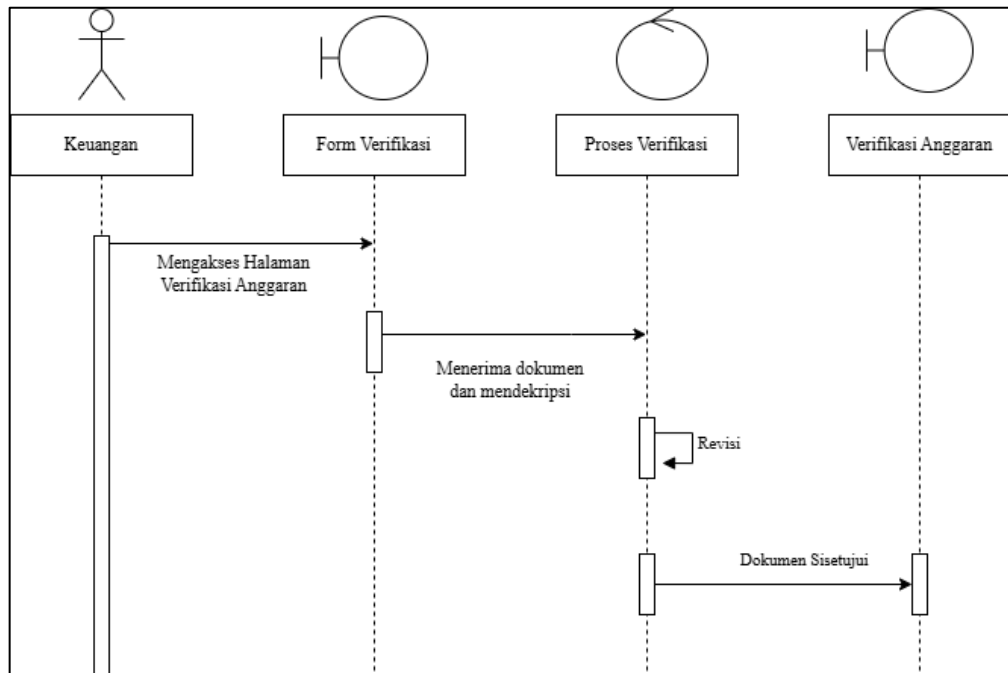 Keuangan
Form Verifikasi
Proses Verifikasi
Verifikasi Anggaran
Mengakses Halaman
Verifikasi Anggaran
Menerima dokumen
dan mendekripsi
Revisi
Dokumen Sisetujui